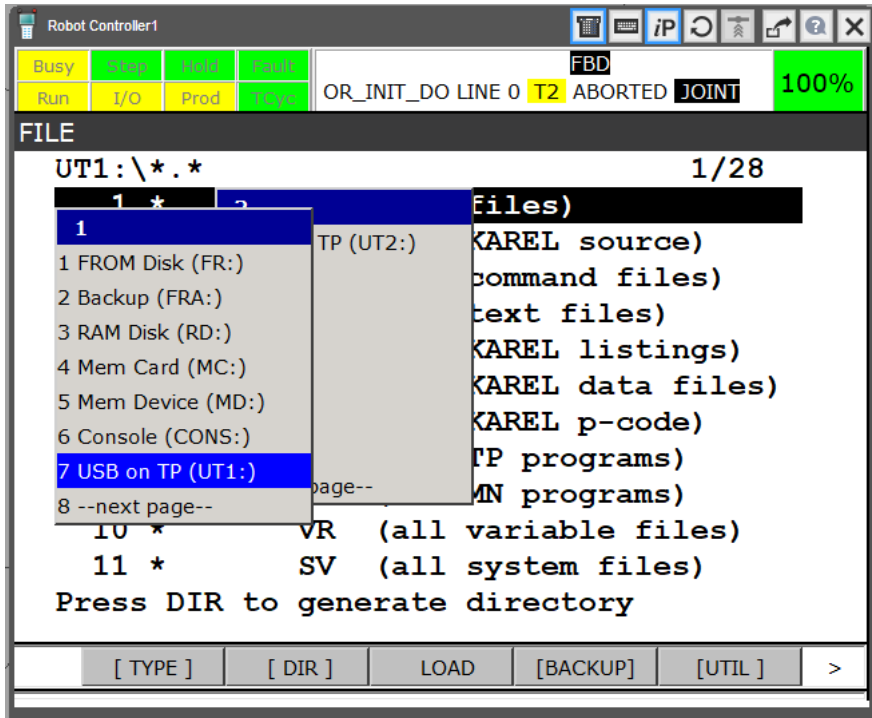 Robot Controller1
iP
Busy Step Hold Fault
Run I/O Prod TCyc
FBD
OR_INIT_DO LINE 0 T2 ABORTED JOINT
100%
FILE
UT1:\*.* 1/28
1 * files)
KAREL source)
command files)
text files)
KAREL listings)
KAREL data files)
KAREL p-code)
TP programs)
MN programs)
10 * VR (all variable files)
11 * SV (all system files)
Press DIR to generate directory
2
TP (UT2:)
page--
1
1 FROM Disk (FR:)
2 Backup (FRA:)
3 RAM Disk (RD:)
4 Mem Card (MC:)
5 Mem Device (MD:)
6 Console (CONS:)
7 USB on TP (UT1:)
8 --next page--
[ TYPE ] [ DIR ] LOAD [BACKUP] [UTIL ] >